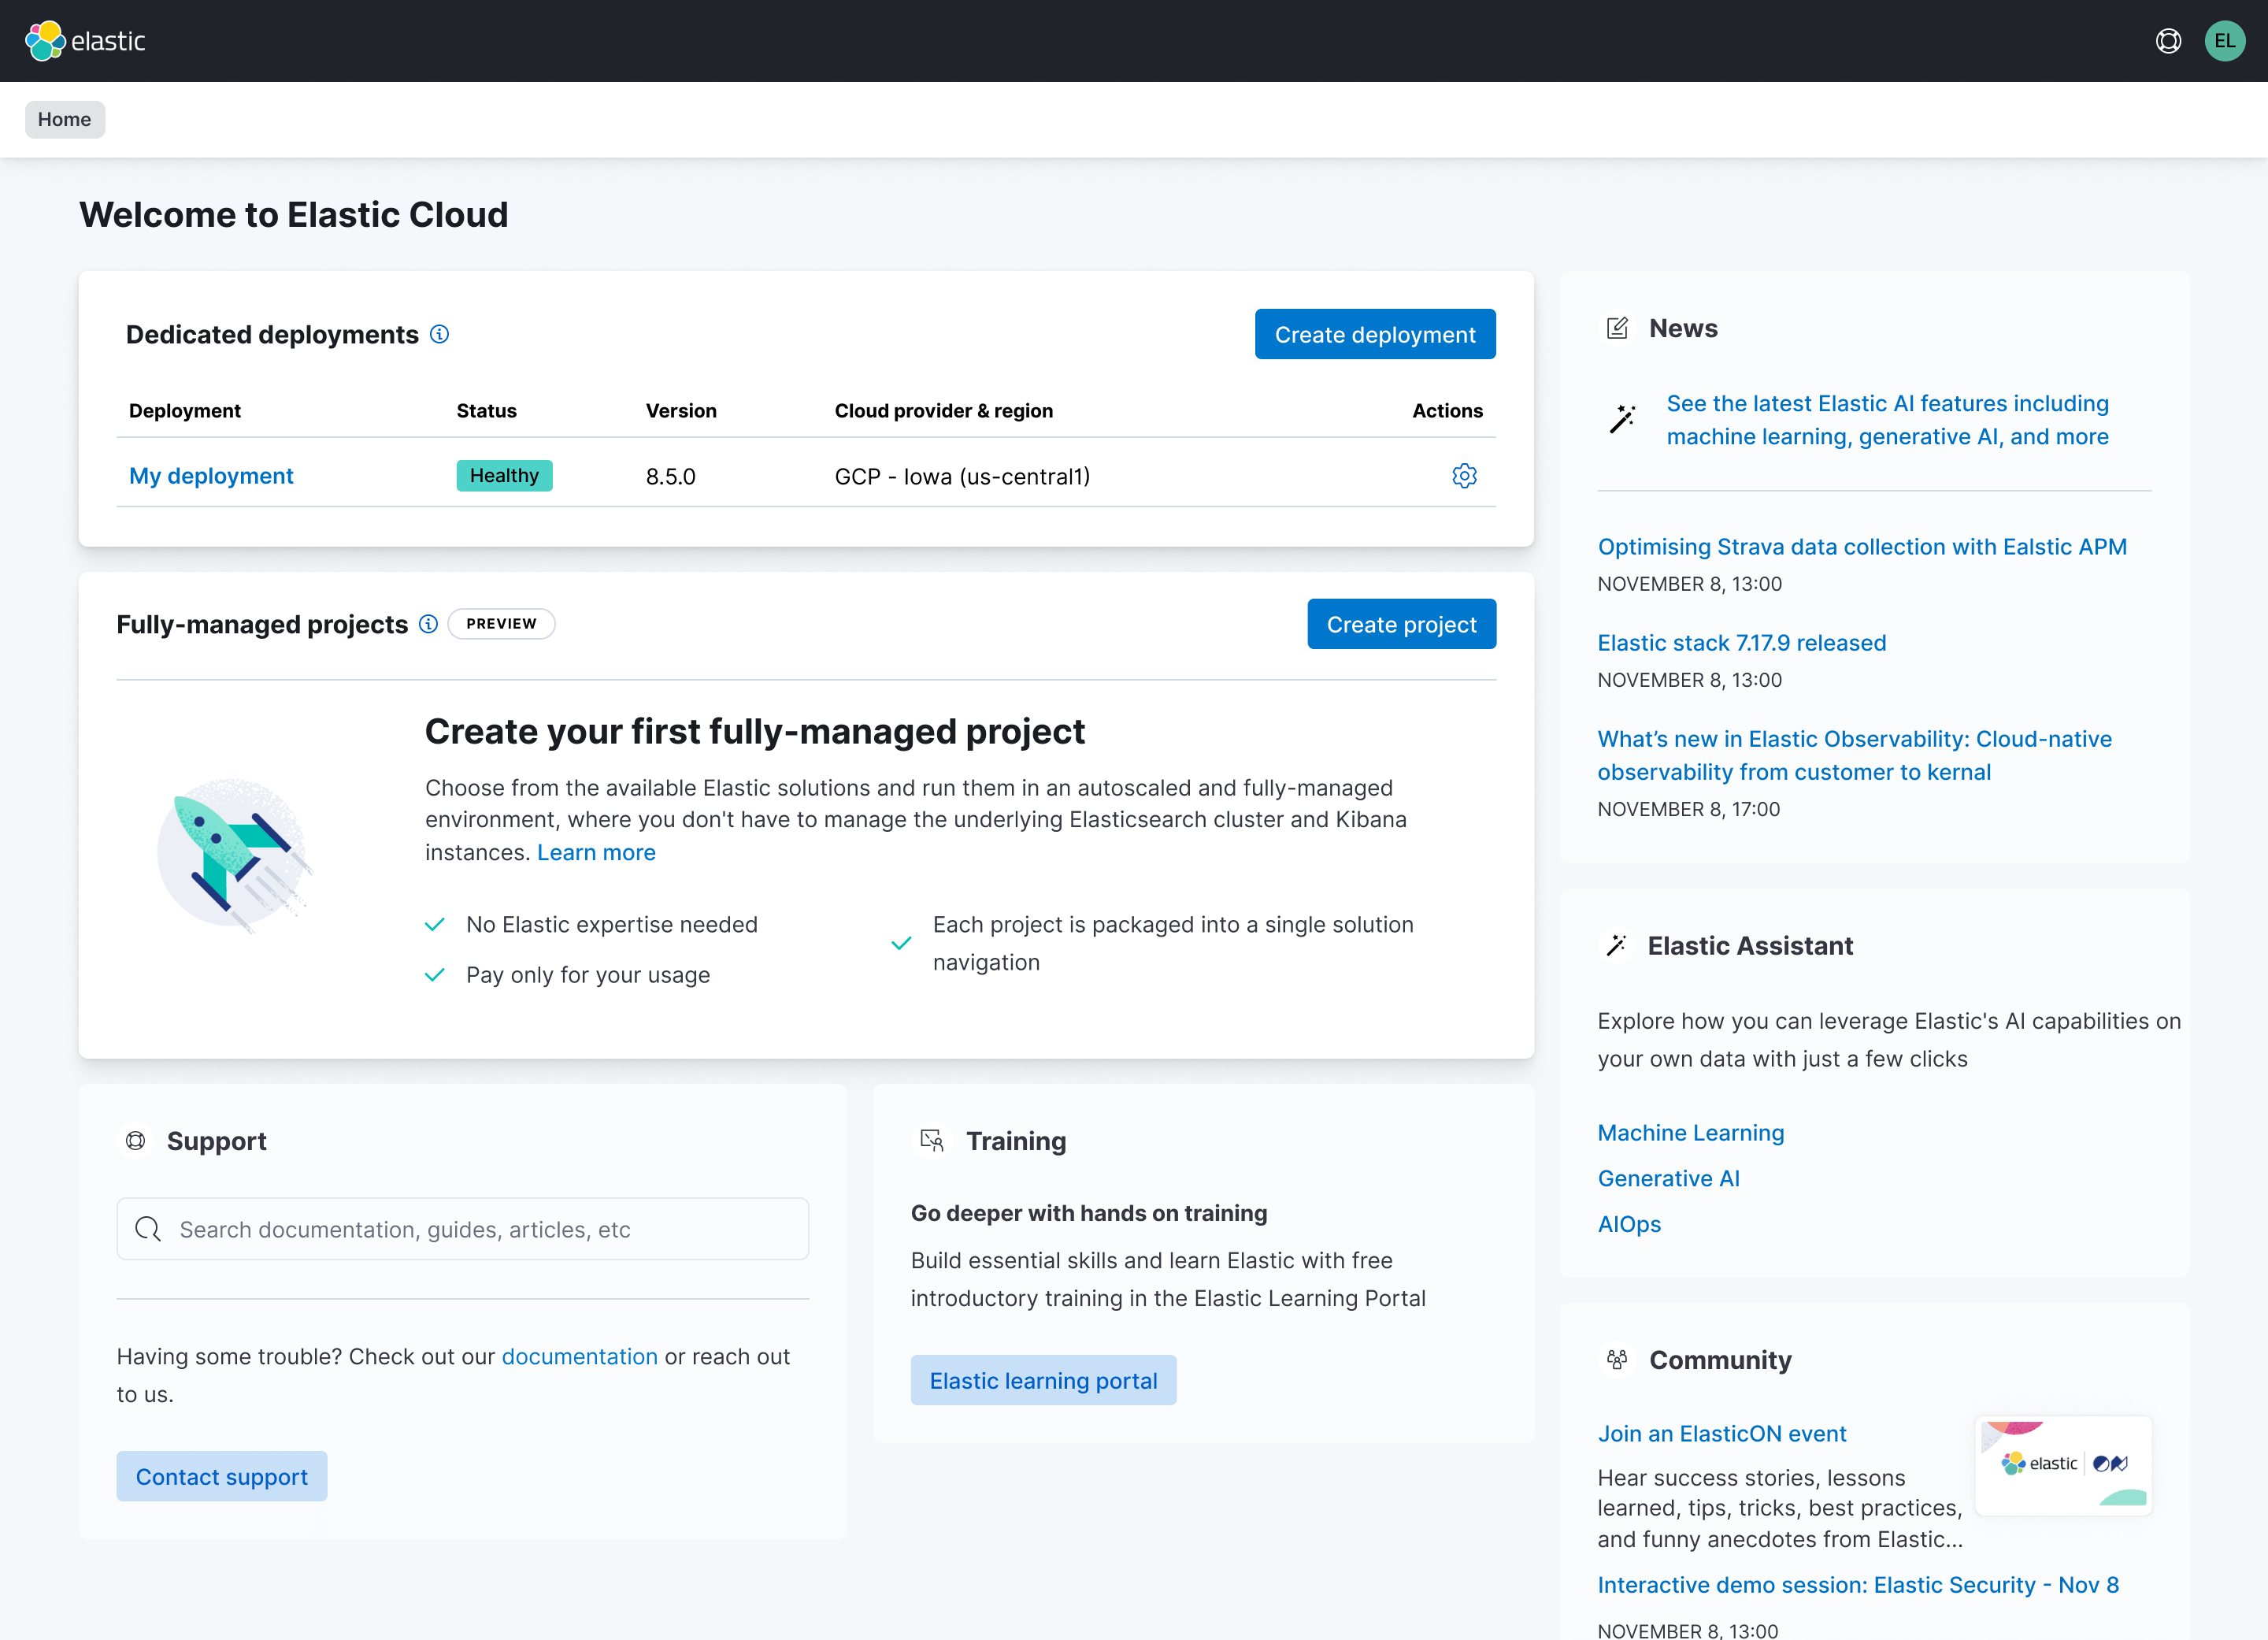 elastic
EL
Home
Welcome to Elastic Cloud
Dedicated deployments
Create deployment
Deployment Status Version Cloud provider & region Actions
My deployment Healthy 8.5.0 GCP - Iowa (us-central1)
Fully-managed projects PREVIEW
Create project
Create your first fully-managed project
Choose from the available Elastic solutions and run them in an autoscaled and fully-managed
environment, where you don't have to manage the underlying Elasticsearch cluster and Kibana
instances. Learn more
No Elastic expertise needed
Pay only for your usage
Each project is packaged into a single solution
navigation
Support
Search documentation, guides, articles, etc
Having some trouble? Check out our documentation or reach out
to us.
Contact support
Training
Go deeper with hands on training
Build essential skills and learn Elastic with free
introductory training in the Elastic Learning Portal
Elastic learning portal
News
See the latest Elastic AI features including
machine learning, generative AI, and more
Optimising Strava data collection with Ealstic APM
NOVEMBER 8, 13:00
Elastic stack 7.17.9 released
NOVEMBER 8, 13:00
What’s new in Elastic Observability: Cloud-native
observability from customer to kernal
NOVEMBER 8, 17:00
Elastic Assistant
Explore how you can leverage Elastic's AI capabilities on
your own data with just a few clicks
Machine Learning
Generative AI
AIOps
Community
Join an ElasticON event
Hear success stories, lessons
learned, tips, tricks, best practices,
and funny anecdotes from Elastic...
elastic ON
Interactive demo session: Elastic Security - Nov 8
NOVEMBER 8, 13:00